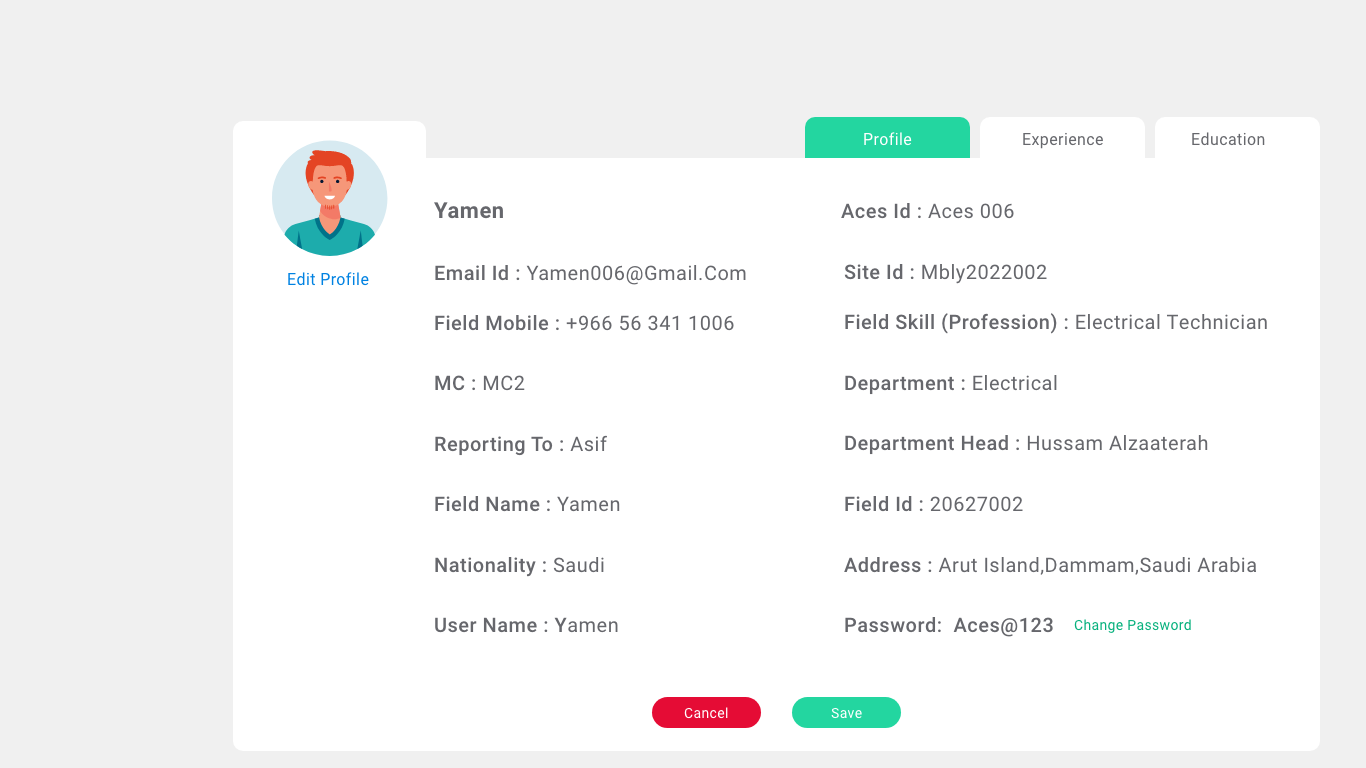 Profile
Experience
Education
Edit Profile
Yamen
Aces Id : Aces 006
Email Id : Yamen006@Gmail.Com
Site Id : Mbly2022002
Field Mobile : +966 56 341 1006
Field Skill (Profession) : Electrical Technician
MC : MC2
Department : Electrical
Reporting To : Asif
Department Head : Hussam Alzaaterah
Field Name : Yamen
Field Id : 20627002
Nationality : Saudi
Address : Arut Island,Dammam,Saudi Arabia
User Name : Yamen
Password: Aces@123
Change Password
Cancel
Save